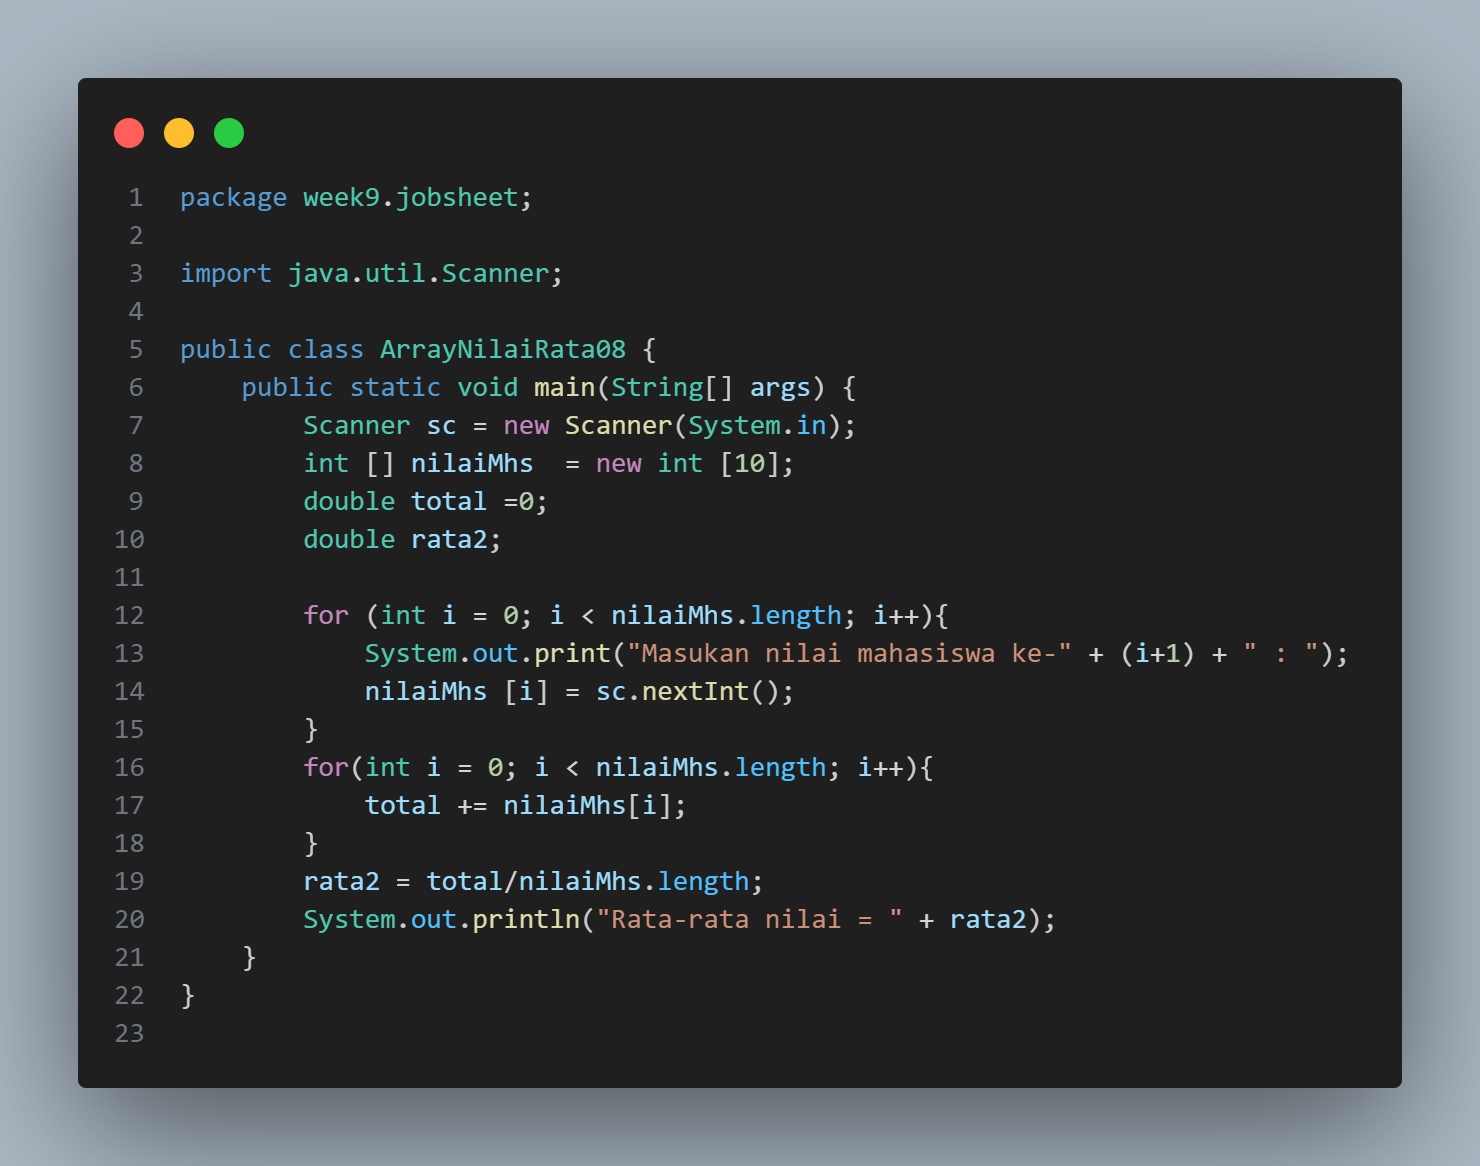 1 package week9.jobsheet;
2
3 import java.util.Scanner;
4
5 public class ArrayNilaiRata08 {
6     public static void main(String[] args) {
7         Scanner sc = new Scanner(System.in);
8         int [] nilaiMhs  = new int [10];
9         double total =0;
10         double rata2;
11
12         for (int i = 0; i < nilaiMhs.length; i++){
13             System.out.print("Masukan nilai mahasiswa ke-" + (i+1) + " : ");
14             nilaiMhs [i] = sc.nextInt();
15         }
16         for(int i = 0; i < nilaiMhs.length; i++){
17             total += nilaiMhs[i];
18         }
19         rata2 = total/nilaiMhs.length;
20         System.out.println("Rata-rata nilai = " + rata2);
21     }
22 }
23